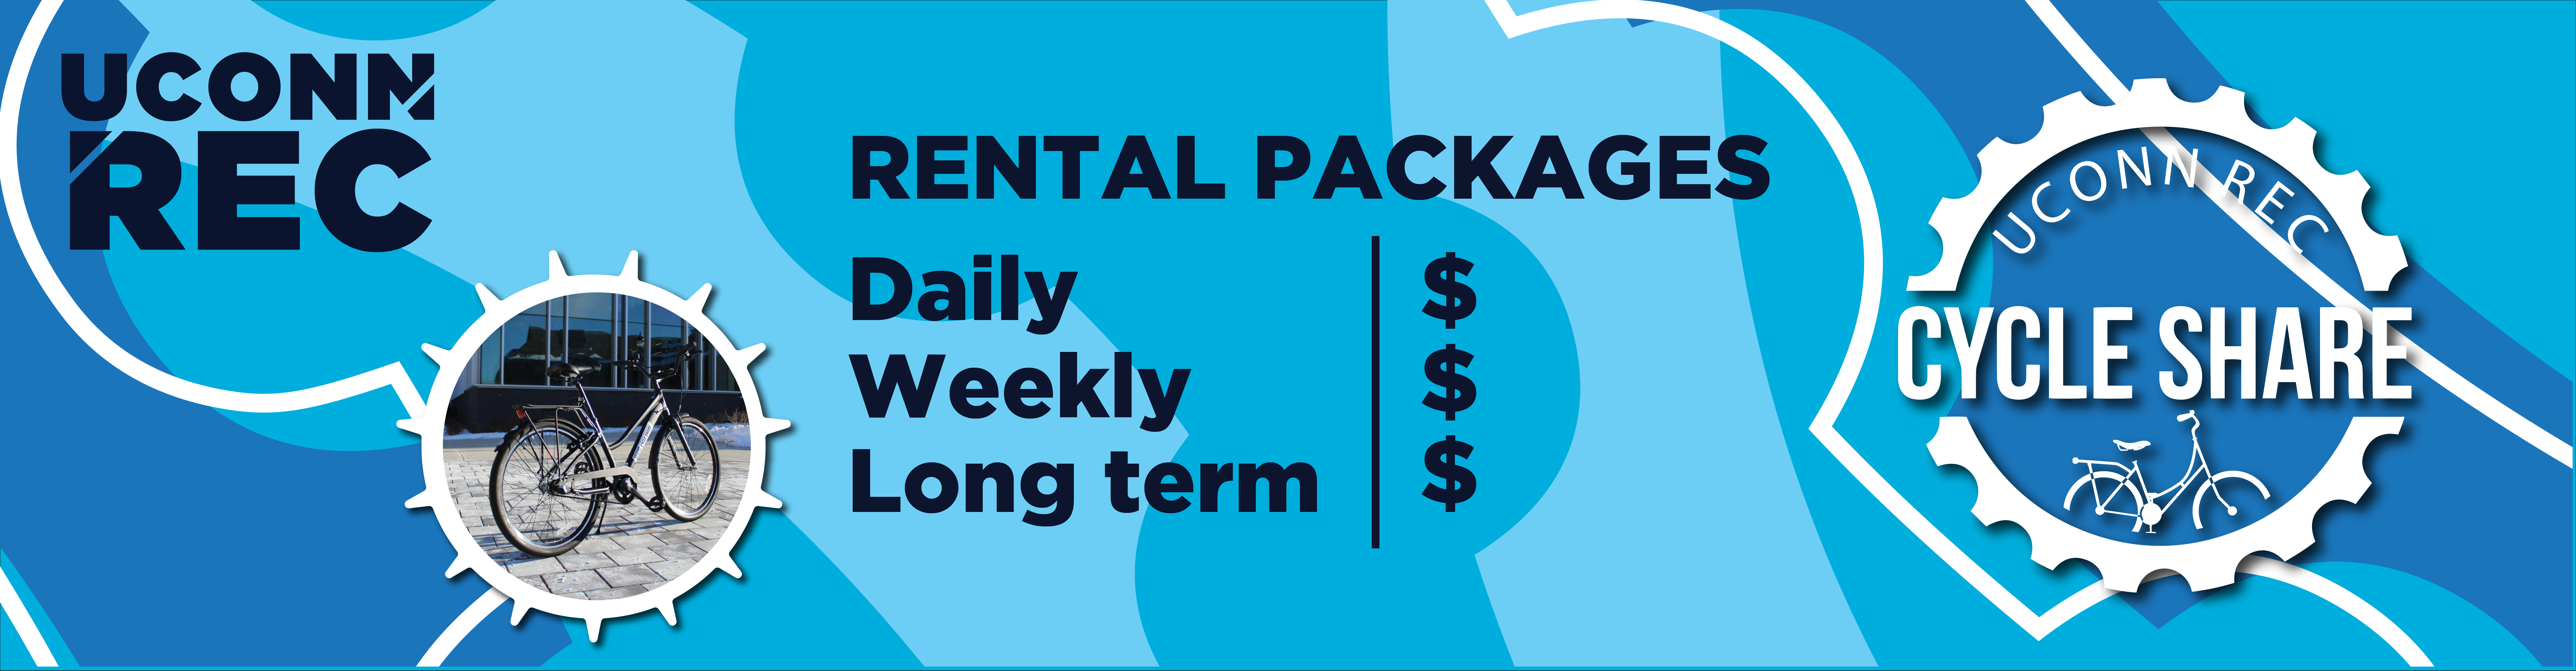 UCONN
REC
RENTAL PACKAGES
Daily $
Weekly $
Long term $
UCONN REC
CYCLE SHARE